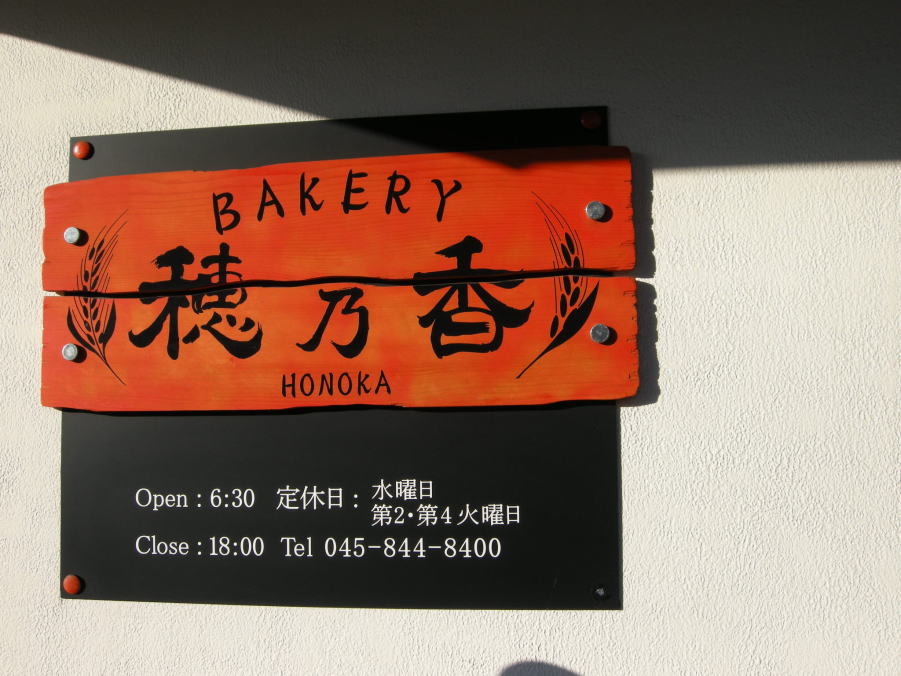 BAKERY
穂乃香
HONOKA
Open : 6:30 定休日 : 水曜日
第2・第4火曜日
Close : 18:00 Tel 045-844-8400